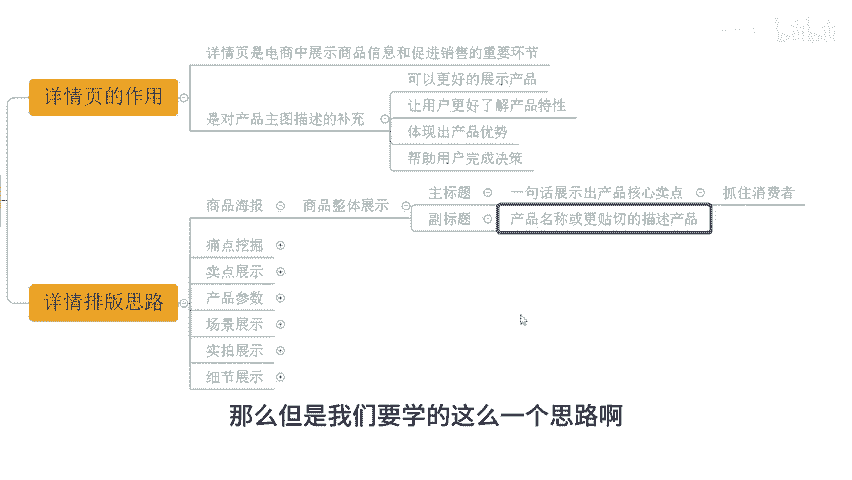 bilibili
详情页的作用
详情页是电商中展示商品信息和促进销售的重要环节
是对产品主图描述的补充
可以更好的展示产品
让用户更好了解产品特性
体现出产品优势
帮助用户完成决策
详情排版思路
商品海报
商品整体展示
主标题
一句话展示出产品核心卖点
抓住消费者
副标题
产品名称或更贴切的描述产品
痛点挖掘
卖点展示
产品参数
场景展示
实拍展示
细节展示
那么但是我们要学的这么一个思路啊